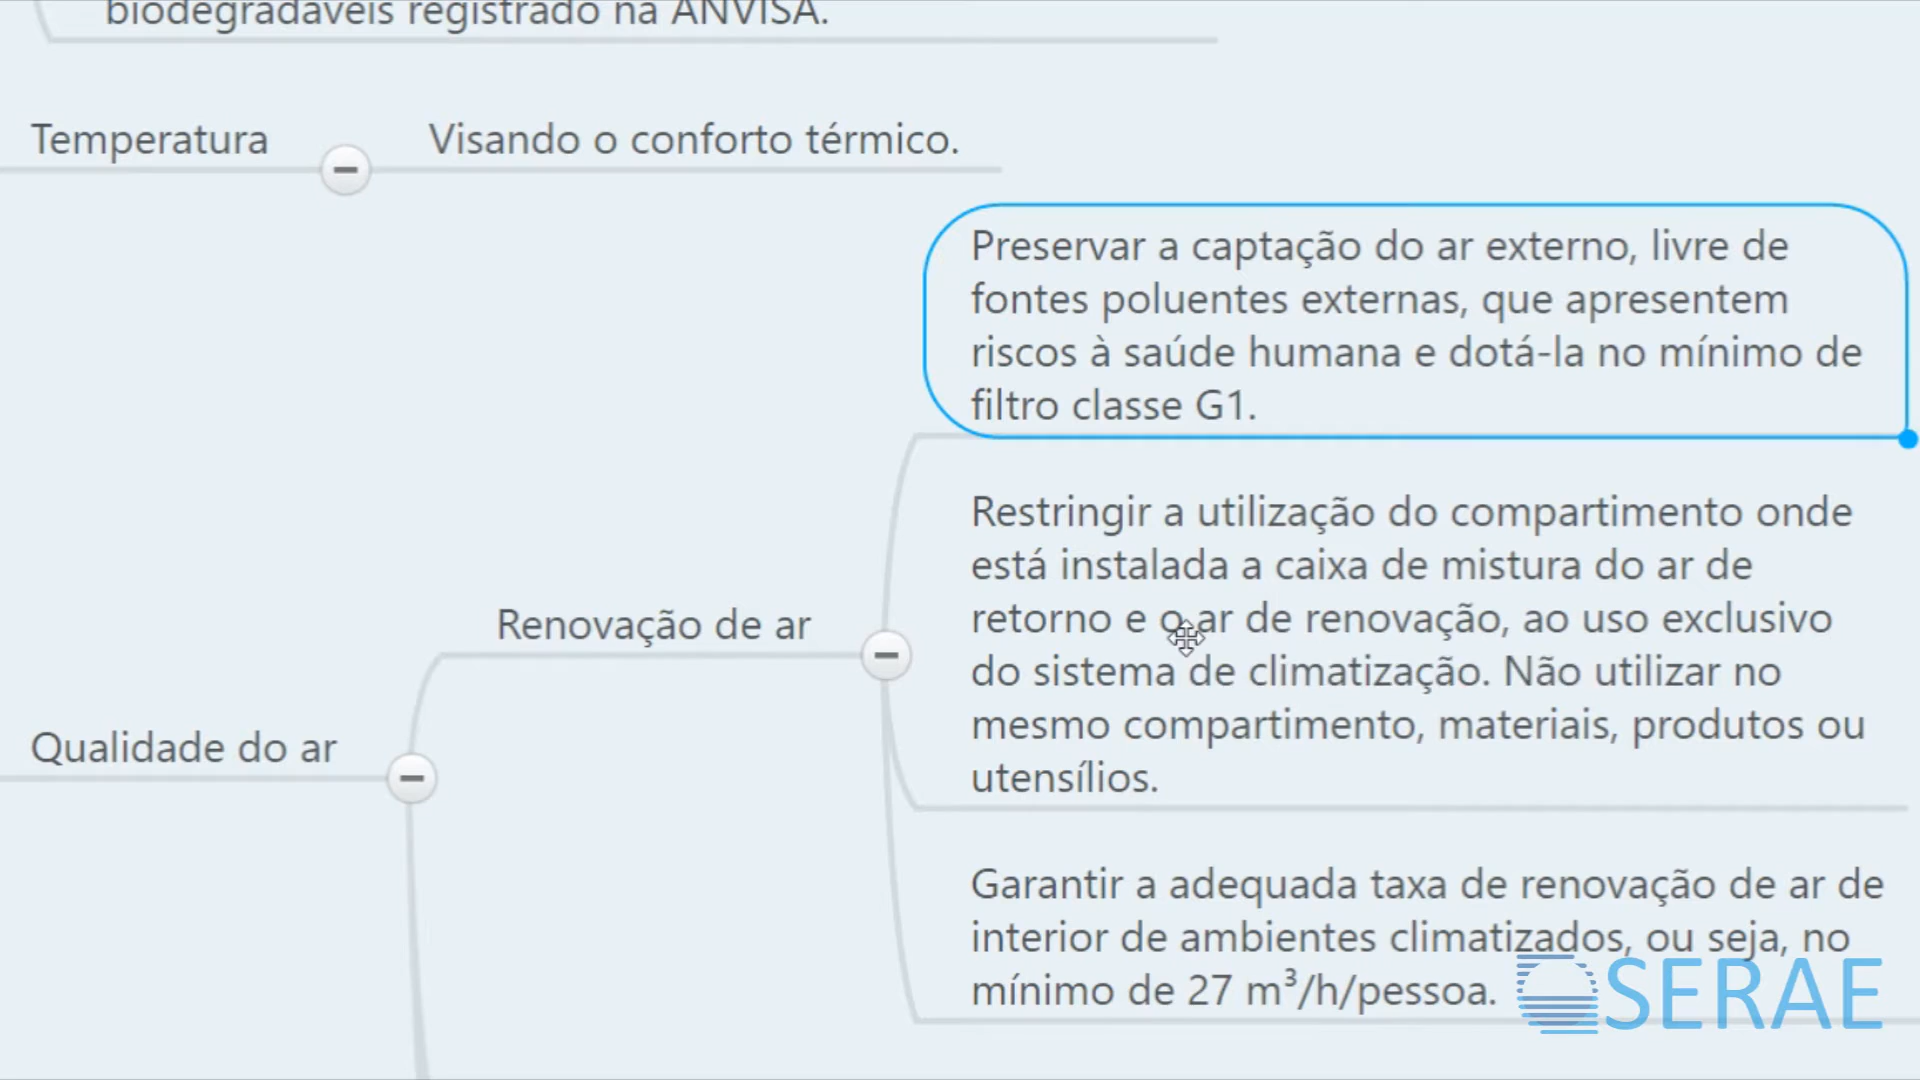 biodegradáveis registrado na ANVISA.
Temperatura
Visando o conforto térmico.
Preservar a captação do ar externo, livre de
fontes poluentes externas, que apresentem
riscos à saúde humana e dotá-la no mínimo de
filtro classe G1.
Restringir a utilização do compartimento onde
está instalada a caixa de mistura do ar de
retorno e o ar de renovação, ao uso exclusivo
do sistema de climatização. Não utilizar no
mesmo compartimento, materiais, produtos ou
utensílios.
Renovação de ar
Qualidade do ar
Garantir a adequada taxa de renovação de ar de
interior de ambientes climatizados, ou seja, no
mínimo de 27 m³/h/pessoa.
SERAE